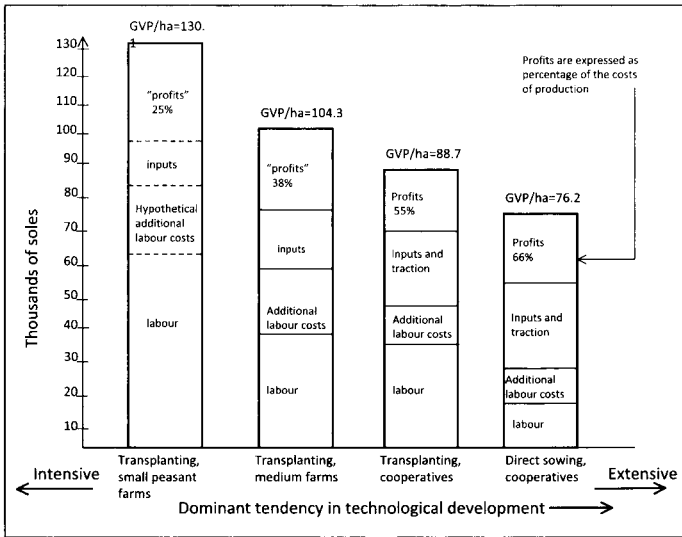 GVP/ha=130.
1
"profits"
25%
inputs
Hypothetical
additional
labour costs
labour
GVP/ha=104.3
"profits"
38%
inputs
Additional
labour costs
labour
GVP/ha=88.7
Profits
55%
Inputs and
traction
Additional
labour costs
labour
GVP/ha=76.2
Profits
66%
Inputs and
traction
Additional
labour costs
labour
Profits are expressed as
percentage of the costs
of production
Thousands of soles
130
120
110
100
90
80
70
60
50
40
30
20
10
Transplanting,
small peasant
farms
Transplanting,
medium farms
Transplanting,
cooperatives
Direct sowing,
cooperatives
Intensive
Extensive
Dominant tendency in technological development